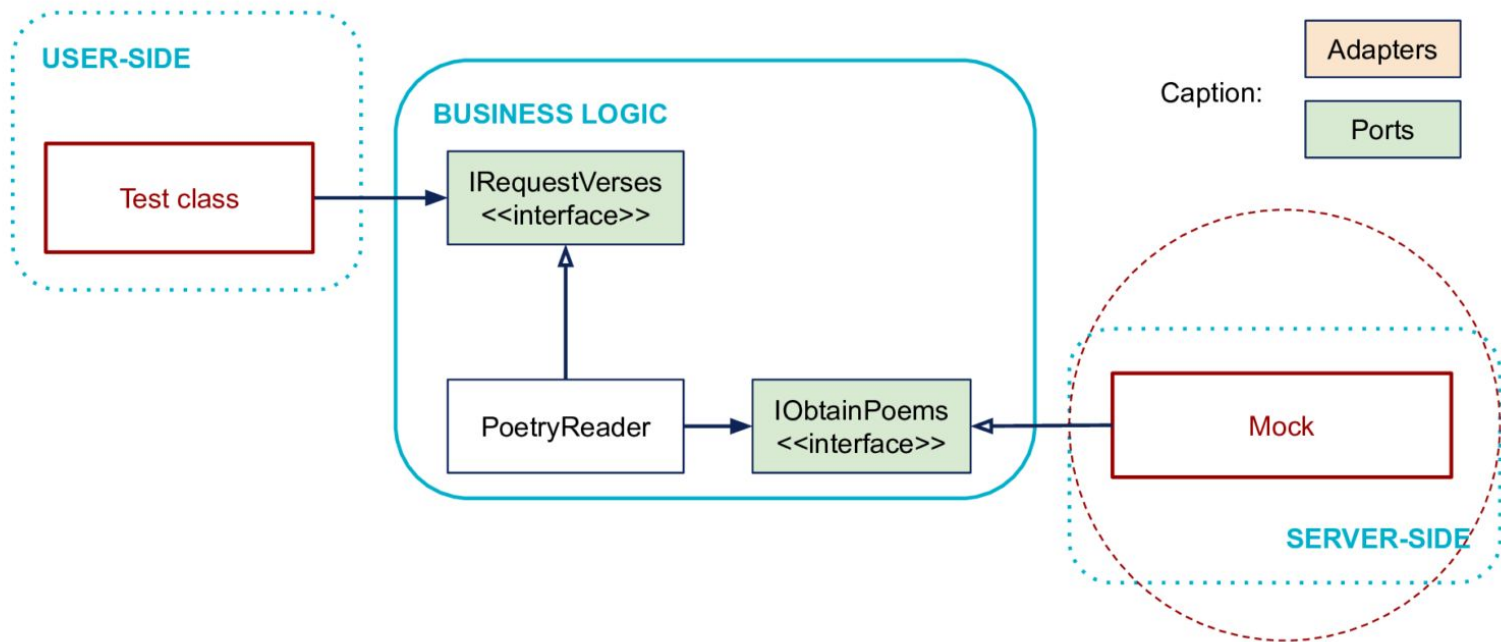 USER-SIDE
Test class
BUSINESS LOGIC
IRequestVerses
<<interface>>
PoetryReader
IObtainPoems
<<interface>>
Caption:
Adapters
Ports
Mock
SERVER-SIDE